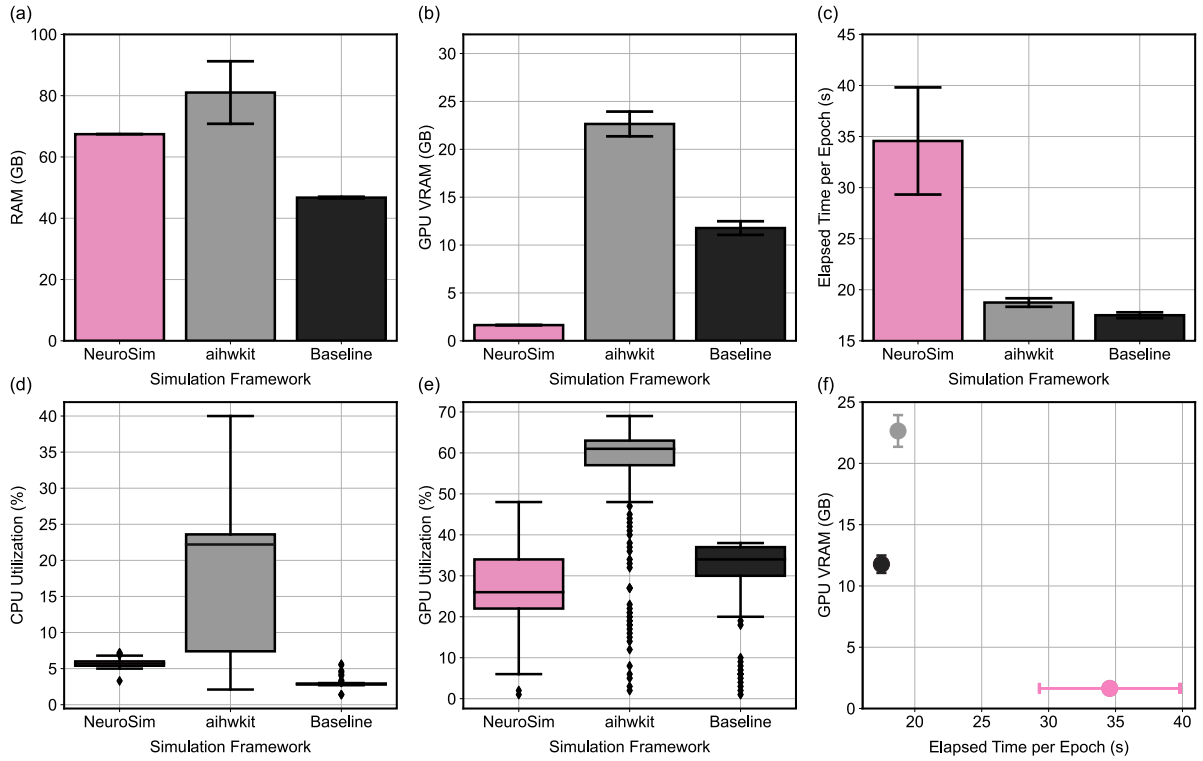 (a)
RAM (GB)
100
80
60
40
20
0
NeuroSim aihwkit Baseline
Simulation Framework
(b)
GPU VRAM (GB)
30
25
20
15
10
5
0
NeuroSim aihwkit Baseline
Simulation Framework
(c)
Elapsed Time per Epoch (s)
45
40
35
30
25
20
15
NeuroSim aihwkit Baseline
Simulation Framework
(d)
CPU Utilization (%)
40
35
30
25
20
15
10
5
0
NeuroSim aihwkit Baseline
Simulation Framework
(e)
GPU Utilization (%)
70
60
50
40
30
20
10
0
NeuroSim aihwkit Baseline
Simulation Framework
(f)
GPU VRAM (GB)
25
20
15
10
5
0
20 25 30 35 40
Elapsed Time per Epoch (s)